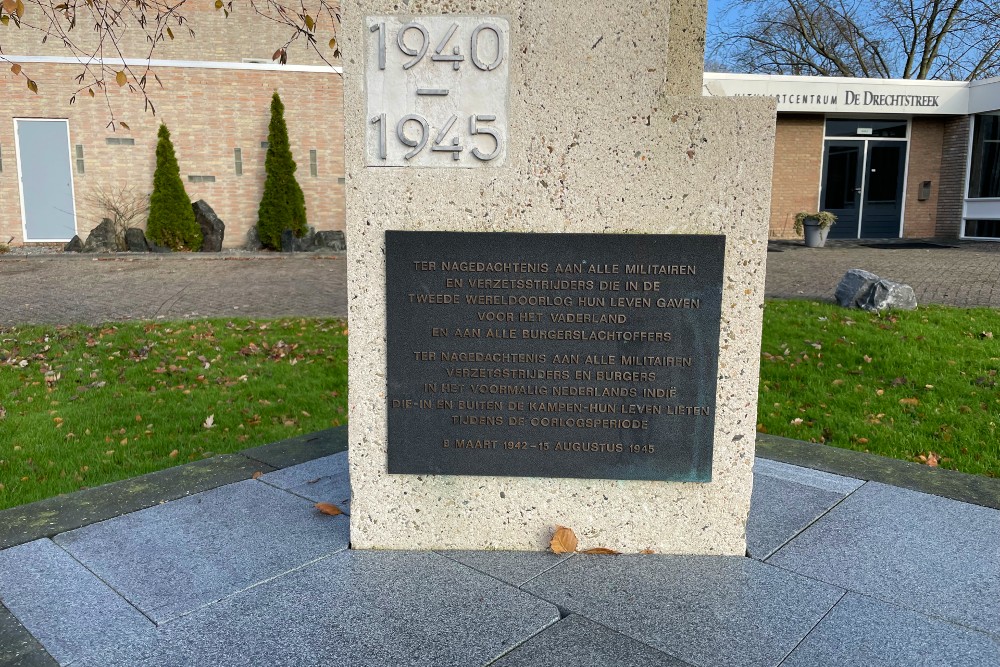 1940
–
1945
RTCENTRUM DE DRECHTSTREEK
TER NAGEDACHTENIS AAN ALLE MILITAIREN
EN VERZETSSTRIJDERS DIE IN DE
TWEEDE WERELDOORLOG HUN LEVEN GAVEN
VOOR HET VADERLAND
EN AAN ALLE BURGERSLACHTOFFERS
TER NAGEDACHTENIS AAN ALLE MILITAIREN
VERZETSSTRIJDERS EN BURGERS
IN HET VOORMALIG NEDERLANDS INDIË
DIE-IN EN BUITEN DE KAMPEN-HUN LEVEN LIETEN
TIJDENS DE OORLOGSPERIODE
8 MAART 1942 – 15 AUGUSTUS 1945